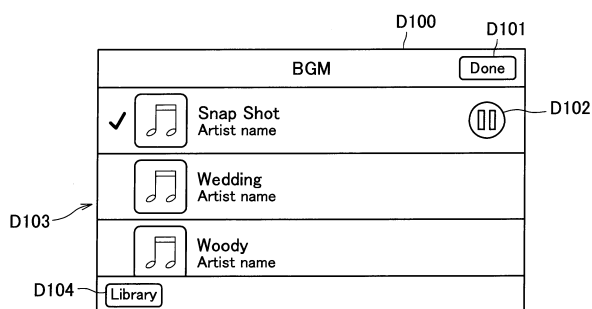 D100
D101
BGM
Done
Snap Shot
Artist name
D102
Wedding
Artist name
D103
Woody
Artist name
D104
Library